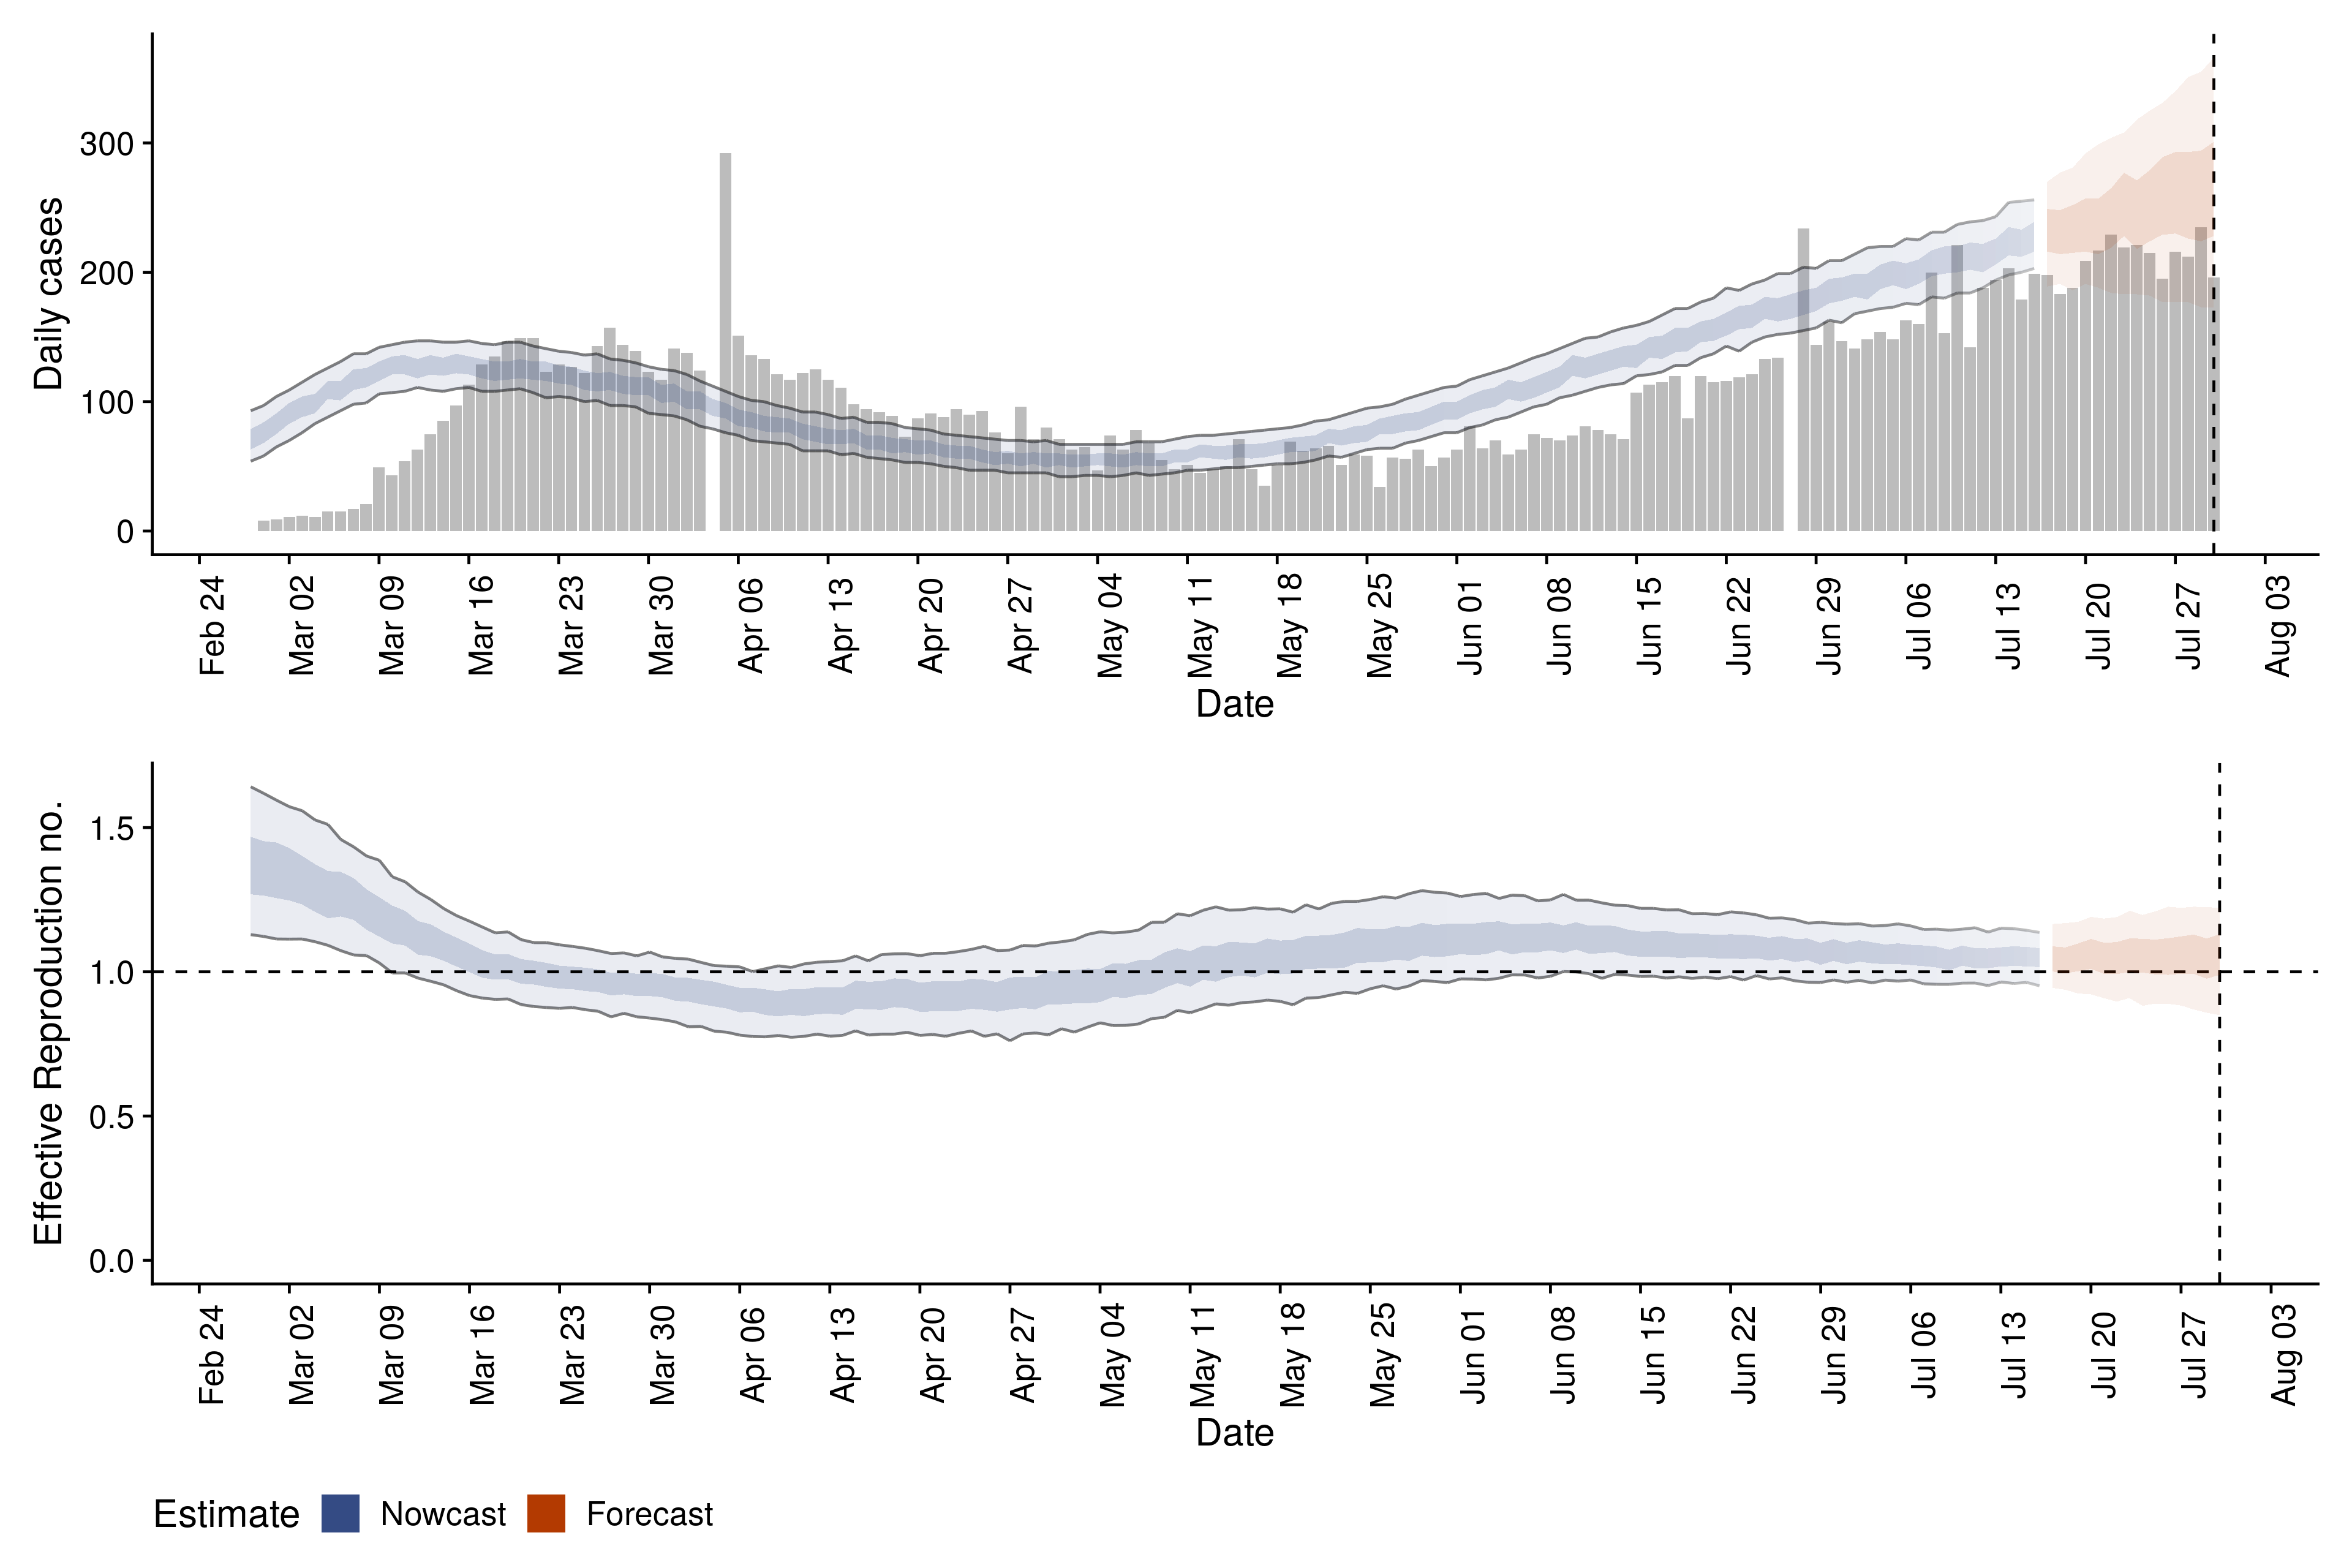 Daily cases
300
200
100
0
Feb 24
Mar 02
Mar 09
Mar 16
Mar 23
Mar 30
Apr 06
Apr 13
Apr 20
Apr 27
May 04
May 11
May 18
May 25
Jun 01
Jun 08
Jun 15
Jun 22
Jun 29
Jul 06
Jul 13
Jul 20
Jul 27
Aug 03
Date
Effective Reproduction no.
1.5
1.0
0.5
0.0
Feb 24
Mar 02
Mar 09
Mar 16
Mar 23
Mar 30
Apr 06
Apr 13
Apr 20
Apr 27
May 04
May 11
May 18
May 25
Jun 01
Jun 08
Jun 15
Jun 22
Jun 29
Jul 06
Jul 13
Jul 20
Jul 27
Aug 03
Date
Estimate Nowcast Forecast